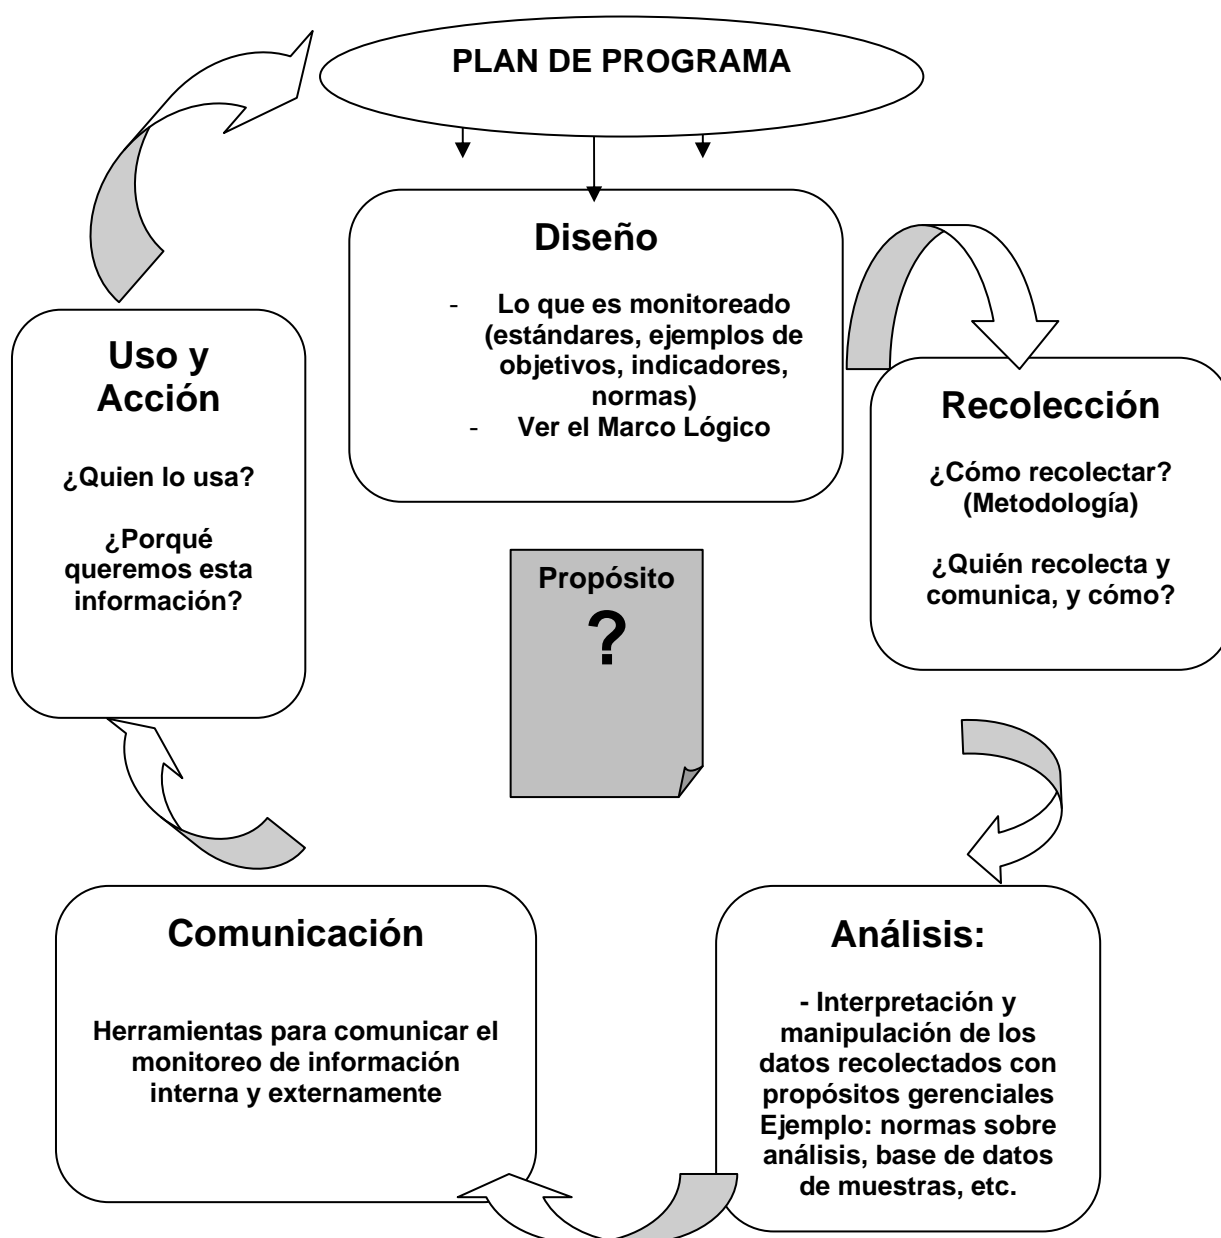 PLAN DE PROGRAMA
Diseño
- Lo que es monitoreado
(estándares, ejemplos de
objetivos, indicadores,
normas)
- Ver el Marco Lógico
Recolección
¿Cómo recolectar?
(Metodología)
¿Quién recolecta y
comunica, y cómo?
Análisis:
- Interpretación y
manipulación de los
datos recolectados con
propósitos gerenciales
Ejemplo: normas sobre
análisis, base de datos
de muestras, etc.
Comunicación
Herramientas para comunicar el
monitoreo de información
interna y externamente
Uso y
Acción
¿Quien lo usa?
¿Porqué
queremos esta
información?
Propósito
?